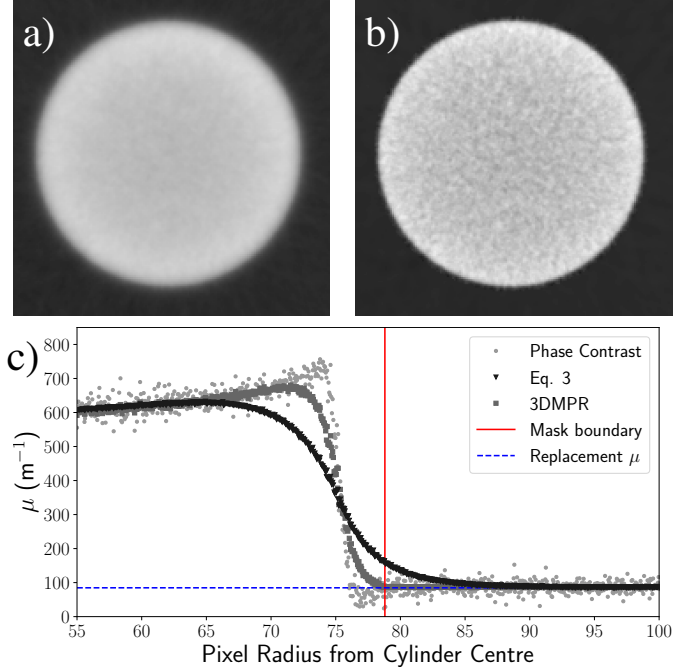 a)
b)
c)
800
700
600
500
400
300
200
100
0
μ (m⁻¹)
Phase Contrast
Eq. 3
3DMPR
Mask boundary
Replacement μ
55 60 65 70 75 80 85 90 95 100
Pixel Radius from Cylinder Centre